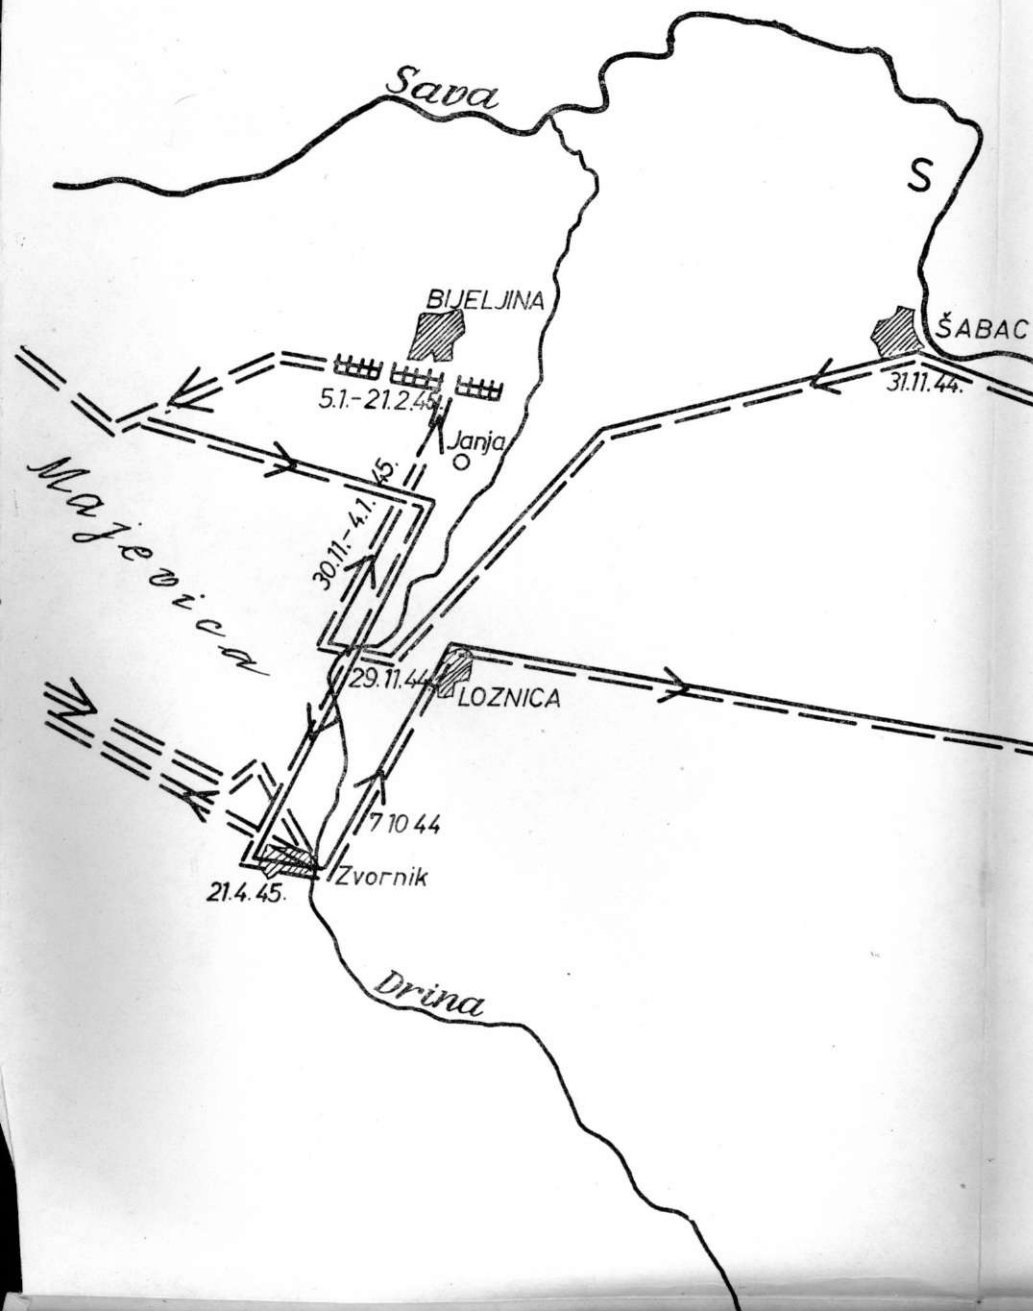 Sava
S
BIJELJINA
ŠABAC
31.11.44.
5.1.-21.2.45.
Janja
30.11.-4.1.45.
Majevica
29.11.44.
LOZNICA
7 10 44
Zvornik
21.4.45.
Drina